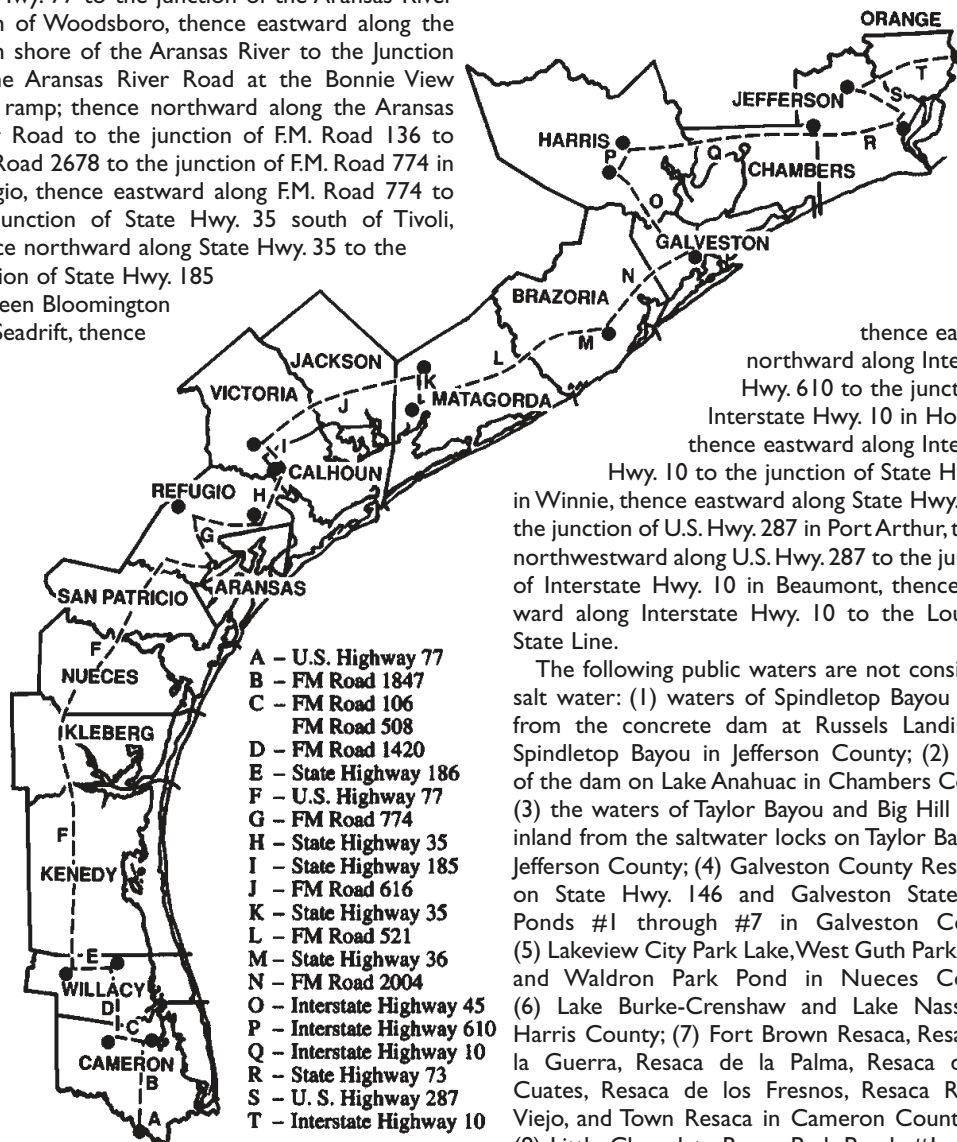 wy. 77 to the junction of the Aransas River
of Woodsboro, thence eastward along the
shore of the Aransas River to the Junction
Aransas River Road at the Bonnie View
ramp; thence northward along the Aransas
Road to the junction of F.M. Road 136 to
Road 2678 to the junction of F.M. Road 774 in
gio, thence eastward along F.M. Road 774 to
unction of State Hwy. 35 south of Tivoli,
ce northward along State Hwy. 35 to the
ion of State Hwy. 185
een Bloomington
Seadrift, thence
ORANGE
T
JEFFERSON
S
HARRIS
P
Q
R
CHAMBERS
O
GALVESTON
N
BRAZORIA
M
L
JACKSON
K
VICTORIA
MATAGORDA
J
I
CALHOUN
REFUGIO
H
G
ARANSAS
SAN PATRICIO
F
NUECES
KLEBERG
F
KENEDY
E
WILLACY
D
C
CAMERON
B
A
A – U.S. Highway 77
B – FM Road 1847
C – FM Road 106
FM Road 508
D – FM Road 1420
E – State Highway 186
F – U.S. Highway 77
G – FM Road 774
H – State Highway 35
I – State Highway 185
J – FM Road 616
K – State Highway 35
L – FM Road 521
M – State Highway 36
N – FM Road 2004
O – Interstate Highway 45
P – Interstate Highway 610
Q – Interstate Highway 10
R – State Highway 73
S – U. S. Highway 287
T – Interstate Highway 10
thence ea
northward along Inte
Hwy. 610 to the junct
Interstate Hwy. 10 in Ho
thence eastward along Inte
Hwy. 10 to the junction of State H
in Winnie, thence eastward along State Hwy.
the junction of U.S. Hwy. 287 in Port Arthur, t
northwestward along U.S. Hwy. 287 to the ju
of Interstate Hwy. 10 in Beaumont, thence
ward along Interstate Hwy. 10 to the Lou
State Line.
The following public waters are not consi
salt water: (1) waters of Spindletop Bayou
from the concrete dam at Russels Landi
Spindletop Bayou in Jefferson County; (2)
of the dam on Lake Anahuac in Chambers C
(3) the waters of Taylor Bayou and Big Hill
inland from the saltwater locks on Taylor Ba
Jefferson County; (4) Galveston County Res
on State Hwy. 146 and Galveston State
Ponds #1 through #7 in Galveston C
(5) Lakeview City Park Lake, West Guth Park
and Waldron Park Pond in Nueces C
(6) Lake Burke-Crenshaw and Lake Nass
Harris County; (7) Fort Brown Resaca, Resa
la Guerra, Resaca de la Palma, Resaca d
Cuates, Resaca de los Fresnos, Resaca R
Viejo, and Town Resaca in Cameron Count